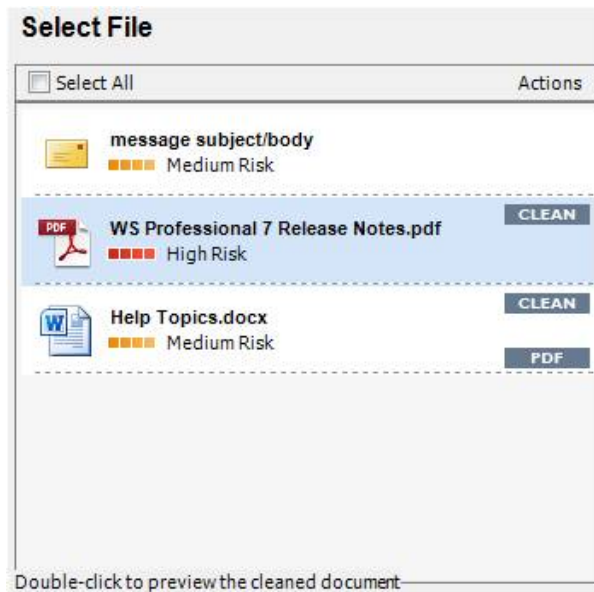 Select File
Select All Actions
message subject/body
Medium Risk
CLEAN
PDF WS Professional 7 Release Notes.pdf
High Risk
CLEAN
W Help Topics.docx
Medium Risk
PDF
Double-click to preview the cleaned document